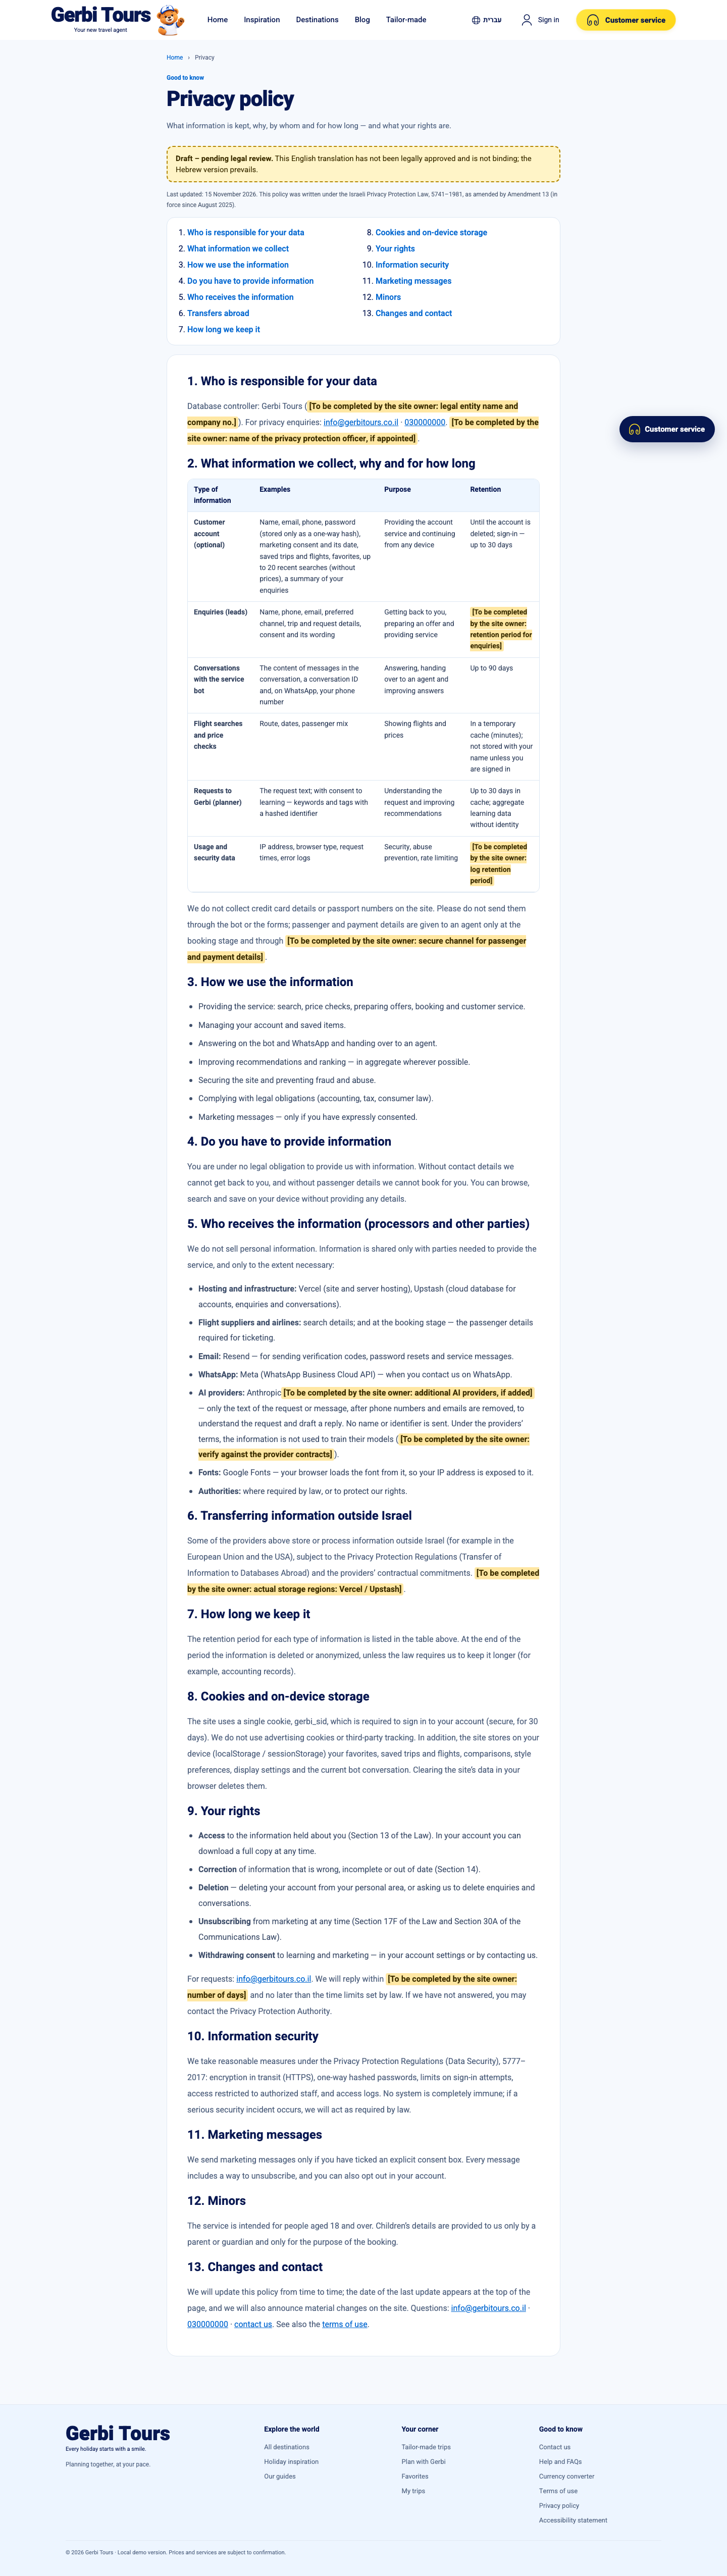 Gerbi Tours
Your new travel agent
Home
Inspiration
Destinations
Blog
Tailor-made
עברית
Sign in
Customer service
Home › Privacy
Good to know
Privacy policy
What information is kept, why, by whom and for how long — and what your rights are.
Draft – pending legal review. This English translation has not been legally approved and is not binding; the
Hebrew version prevails.
Last updated: 15 November 2026. This policy was written under the Israeli Privacy Protection Law, 5741–1981, as amended by Amendment 13 (in
force since August 2025).
1. Who is responsible for your data
2. What information we collect
3. How we use the information
4. Do you have to provide information
5. Who receives the information
6. Transfers abroad
7. How long we keep it
8. Cookies and on-device storage
9. Your rights
10. Information security
11. Marketing messages
12. Minors
13. Changes and contact
Customer service
1. Who is responsible for your data
Database controller: Gerbi Tours ( [To be completed by the site owner: legal entity name and
company no.] ). For privacy enquiries: info@gerbitours.co.il · 030000000. [To be completed by the
site owner: name of the privacy protection officer, if appointed] .
2. What information we collect, why and for how long
Type of
information
Examples
Purpose
Retention
Customer
account
(optional)
Name, email, phone, password
(stored only as a one-way hash),
marketing consent and its date,
saved trips and flights, favorites, up
to 20 recent searches (without
prices), a summary of your
enquiries
Providing the account
service and continuing
from any device
Until the account is
deleted; sign-in —
up to 30 days
Enquiries (leads)
Name, phone, email, preferred
channel, trip and request details,
consent and its wording
Getting back to you,
preparing an offer and
providing service
[To be completed
by the site owner:
retention period for
enquiries]
Conversations
with the service
bot
The content of messages in the
conversation, a conversation ID
and, on WhatsApp, your phone
number
Answering, handing
over to an agent and
improving answers
Up to 90 days
Flight searches
and price
checks
Route, dates, passenger mix
Showing flights and
prices
In a temporary
cache (minutes);
not stored with your
name unless you
are signed in
Requests to
Gerbi (planner)
The request text; with consent to
learning — keywords and tags with
a hashed identifier
Understanding the
request and improving
recommendations
Up to 30 days in
cache; aggregate
learning data
without identity
Usage and
security data
IP address, browser type, request
times, error logs
Security, abuse
prevention, rate limiting
[To be completed
by the site owner:
log retention
period]
We do not collect credit card details or passport numbers on the site. Please do not send them
through the bot or the forms; passenger and payment details are given to an agent only at the
booking stage and through [To be completed by the site owner: secure channel for passenger
and payment details] .
3. How we use the information
• Providing the service: search, price checks, preparing offers, booking and customer service.
• Managing your account and saved items.
• Answering on the bot and WhatsApp and handing over to an agent.
• Improving recommendations and ranking — in aggregate wherever possible.
• Securing the site and preventing fraud and abuse.
• Complying with legal obligations (accounting, tax, consumer law).
• Marketing messages — only if you have expressly consented.
4. Do you have to provide information
You are under no legal obligation to provide us with information. Without contact details we
cannot get back to you, and without passenger details we cannot book for you. You can browse,
search and save on your device without providing any details.
5. Who receives the information (processors and other parties)
We do not sell personal information. Information is shared only with parties needed to provide the
service, and only to the extent necessary:
• Hosting and infrastructure: Vercel (site and server hosting), Upstash (cloud database for
accounts, enquiries and conversations).
• Flight suppliers and airlines: search details; and at the booking stage — the passenger details
required for ticketing.
• Email: Resend — for sending verification codes, password resets and service messages.
• WhatsApp: Meta (WhatsApp Business Cloud API) — when you contact us on WhatsApp.
• AI providers: Anthropic [To be completed by the site owner: additional AI providers, if added]
— only the text of the request or message, after phone numbers and emails are removed, to
understand the request and draft a reply. No name or identifier is sent. Under the providers'
terms, the information is not used to train their models ( [To be completed by the site owner:
verify against the provider contracts] ).
• Fonts: Google Fonts — your browser loads the font from it, so your IP address is exposed to it.
• Authorities: where required by law, or to protect our rights.
6. Transferring information outside Israel
Some of the providers above store or process information outside Israel (for example in the
European Union and the USA), subject to the Privacy Protection Regulations (Transfer of
Information to Databases Abroad) and the providers' contractual commitments. [To be completed
by the site owner: actual storage regions: Vercel / Upstash] .
7. How long we keep it
The retention period for each type of information is listed in the table above. At the end of the
period the information is deleted or anonymized, unless the law requires us to keep it longer (for
example, accounting records).
8. Cookies and on-device storage
The site uses a single cookie, gerbi_sid, which is required to sign in to your account (secure, for 30
days). We do not use advertising cookies or third-party tracking. In addition, the site stores on your
device (localStorage / sessionStorage) your favorites, saved trips and flights, comparisons, style
preferences, display settings and the current bot conversation. Clearing the site's data in your
browser deletes them.
9. Your rights
• Access to the information held about you (Section 13 of the Law). In your account you can
download a full copy at any time.
• Correction of information that is wrong, incomplete or out of date (Section 14).
• Deletion — deleting your account from your personal area, or asking us to delete enquiries and
conversations.
• Unsubscribing from marketing at any time (Section 17F of the Law and Section 30A of the
Communications Law).
• Withdrawing consent to learning and marketing — in your account settings or by contacting us.
For requests: info@gerbitours.co.il. We will reply within [To be completed by the site owner:
number of days] and no later than the time limits set by law. If we have not answered, you may
contact the Privacy Protection Authority.
10. Information security
We take reasonable measures under the Privacy Protection Regulations (Data Security), 5777–
2017: encryption in transit (HTTPS), one-way hashed passwords, limits on sign-in attempts,
access restricted to authorized staff, and access logs. No system is completely immune; if a
serious security incident occurs, we will act as required by law.
11. Marketing messages
We send marketing messages only if you have ticked an explicit consent box. Every message
includes a way to unsubscribe, and you can also opt out in your account.
12. Minors
The service is intended for people aged 18 and over. Children's details are provided to us only by a
parent or guardian and only for the purpose of the booking.
13. Changes and contact
We will update this policy from time to time; the date of the last update appears at the top of the
page, and we will also announce material changes on the site. Questions: info@gerbitours.co.il ·
030000000 · contact us. See also the terms of use.
Gerbi Tours
Every holiday starts with a smile.
Planning together, at your pace.
Explore the world
All destinations
Holiday inspiration
Our guides
Your corner
Tailor-made trips
Plan with Gerbi
Favorites
My trips
Good to know
Contact us
Help and FAQs
Currency converter
Terms of use
Privacy policy
Accessibility statement
© 2026 Gerbi Tours · Local demo version. Prices and services are subject to confirmation.